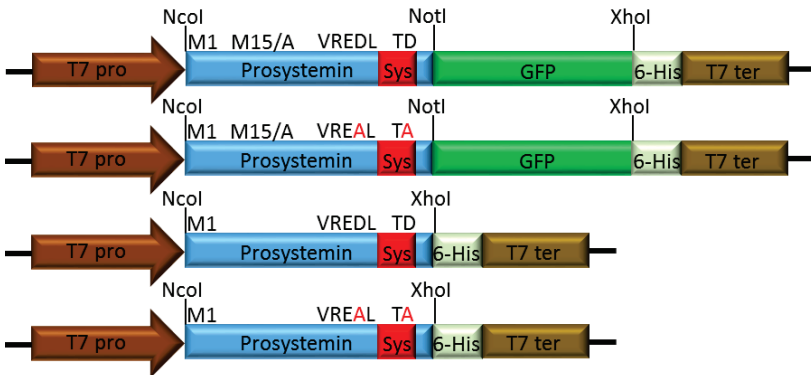 NcoI NotI XhoI
M1 M15/A VREDL TD
T7 pro Prosystemin Sys GFP 6-His T7 ter
NcoI NotI XhoI
M1 M15/A VREAL TA
T7 pro Prosystemin Sys GFP 6-His T7 ter
NcoI XhoI
M1 VREDL TD
T7 pro Prosystemin Sys 6-His T7 ter
NcoI XhoI
M1 VREAL TA
T7 pro Prosystemin Sys 6-His T7 ter